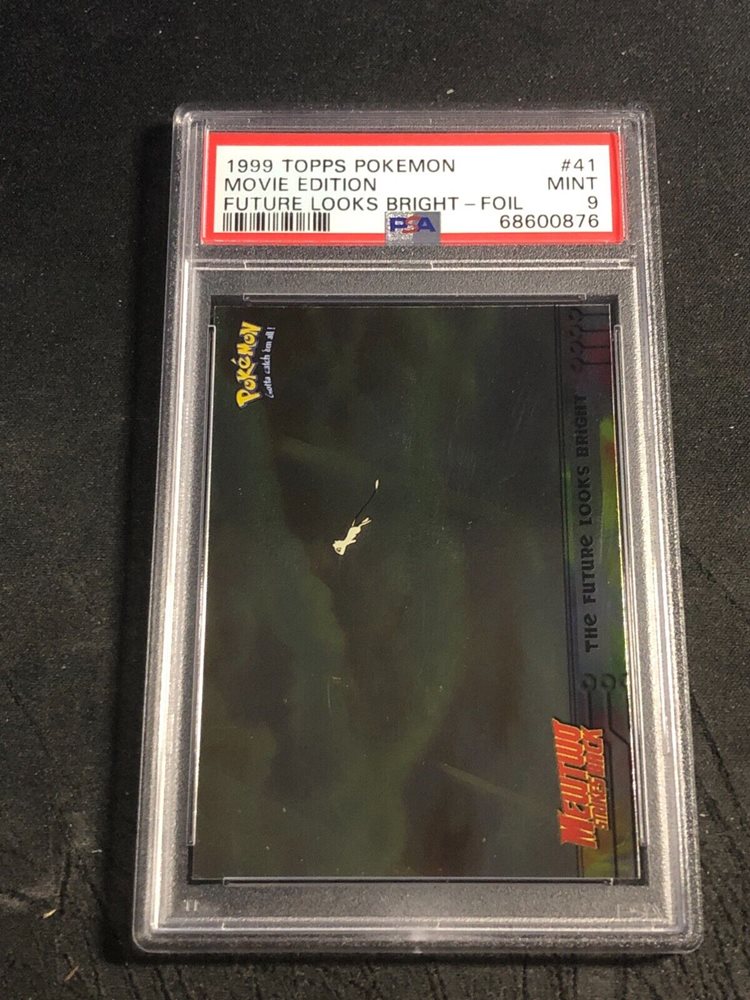 1999 TOPPS POKEMON #41
MOVIE EDITION MINT
FUTURE LOOKS BRIGHT – FOIL 9
PSA 68600876
POKéMON
Gotta catch 'em all!
THE FUTURE LOOKS BRIGHT
MEWTWO
STRIKES BACK